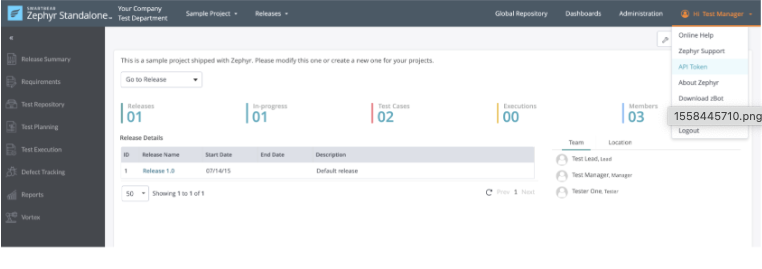 SMARTBEAR
Zephyr Standalone
Your Company
Test Department
Sample Project
Releases
Global Repository
Dashboards
Administration
Hi Test Manager
Online Help
Zephyr Support
API Token
About Zephyr
Download zBot
1558445710.png
Logout
«
Release Summary
Requirements
Test Repository
Test Planning
Test Execution
Defect Tracking
Reports
Vortex
This is a sample project shipped with Zephyr. Please modify this one or create a new one for your projects.
Go to Release
Releases
01
In-progress
01
Test Cases
02
Executions
00
Members
03
Release Details
ID Release Name Start Date End Date Description
1 Release 1.0 07/14/15 Default release
50 Showing 1 to 1 of 1
Prev 1 Next
Team Location
Test Lead, Lead
Test Manager, Manager
Tester One, Tester